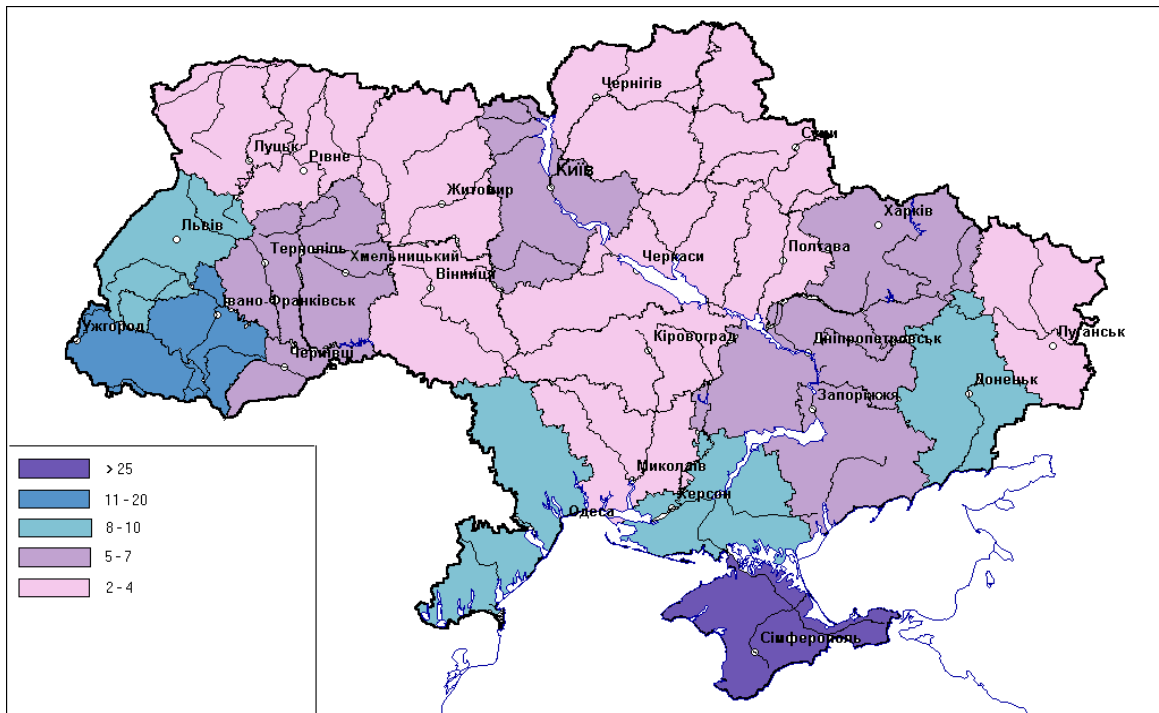 Чернігів
Суми
Луцьк
Рівне
Київ
Житомир
Харків
Львів
Тернопіль
Хмельницький
Вінниця
Черкаси
Полтава
Івано-Франківськ
Ужгород
Кіровоград
Дніпропетровськ
Луганськ
Чернівці
Донецьк
Запоріжжя
Миколаїв
Херсон
Одеса
Сімферополь
> 25
11 - 20
8 - 10
5 - 7
2 - 4